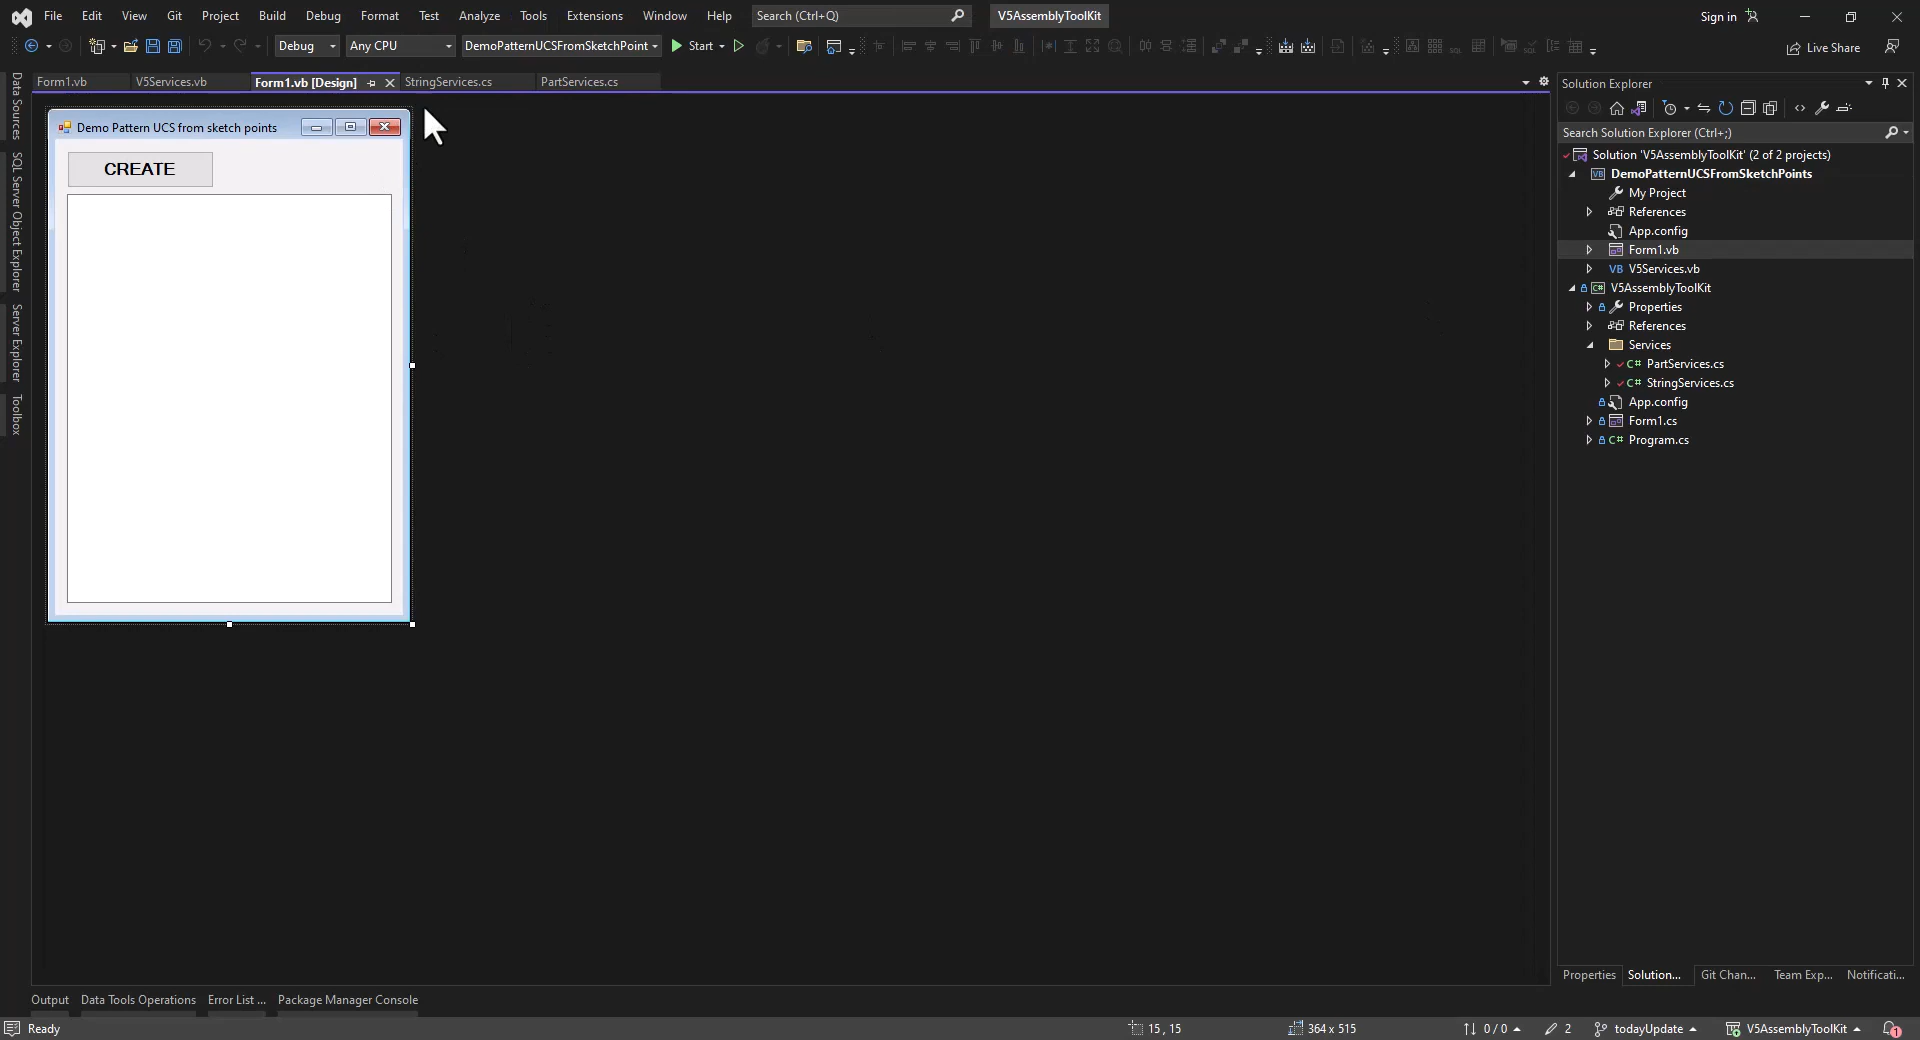 File Edit View Git Project Build Debug Format Test Analyze Tools Extensions Window Help Search (Ctrl+Q) V5AssemblyToolKit Sign in
Debug Any CPU DemoPatternUCSFromSketchPoint Start Live Share
Form1.vb V5Services.vb Form1.vb [Design] StringServices.cs PartServices.cs
Data Sources
SQL Server Object Explorer
Server Explorer
Toolbox
Demo Pattern UCS from sketch points
CREATE
Solution Explorer
Search Solution Explorer (Ctrl+;)
Solution 'V5AssemblyToolKit' (2 of 2 projects)
VB DemoPatternUCSFromSketchPoints
My Project
References
App.config
Form1.vb
VB V5Services.vb
C# V5AssemblyToolKit
Properties
References
Services
C# PartServices.cs
C# StringServices.cs
App.config
Form1.cs
C# Program.cs
Properties Solution... Git Chan... Team Exp... Notificati...
Output Data Tools Operations Error List ... Package Manager Console
Ready 15 , 15 364 x 515 0 / 0 2 todayUpdate V5AssemblyToolKit 1